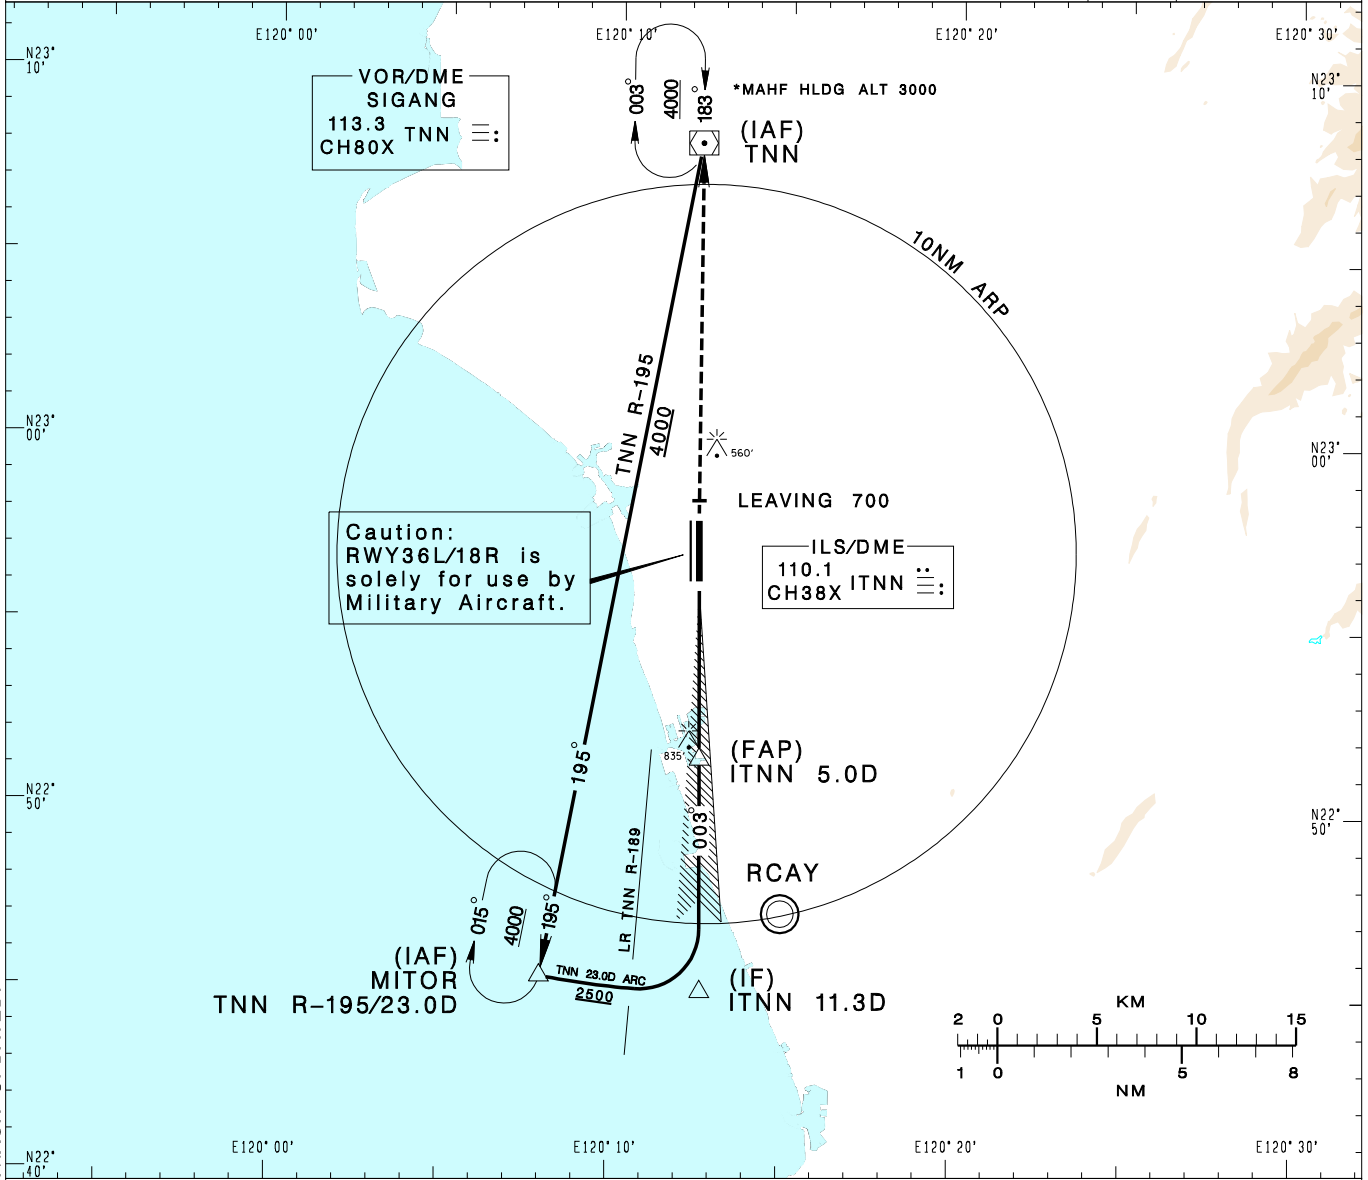 E120° 00'
E120° 10'
E120° 20'
E120° 30'
N23°
10'
N23°
10'
VOR/DME
SIGANG
113.3
CH80X
TNN
003°
4000
183°
*MAHF HLDG ALT 3000
(IAF)
TNN
10NM ARP
TNN R-195
4000
N23°
00'
N23°
00'
560'
LEAVING 700
Caution:
RWY36L/18R is
solely for use by
Military Aircraft.
ILS/DME
110.1
CH38X
ITNN
835'
(FAP)
ITNN 5.0D
195°
N22°
50'
N22°
50'
003°
LR TNN R-189
RCAY
015°
4000
195°
(IAF)
MITOR
TNN R-195/23.0D
TNN 23.0D ARC
2500
(IF)
ITNN 11.3D
KM
2 0 5 10 15
1 0 5 8
NM
E120° 00'
E120° 10'
E120° 20'
E120° 30'
N22°
40'